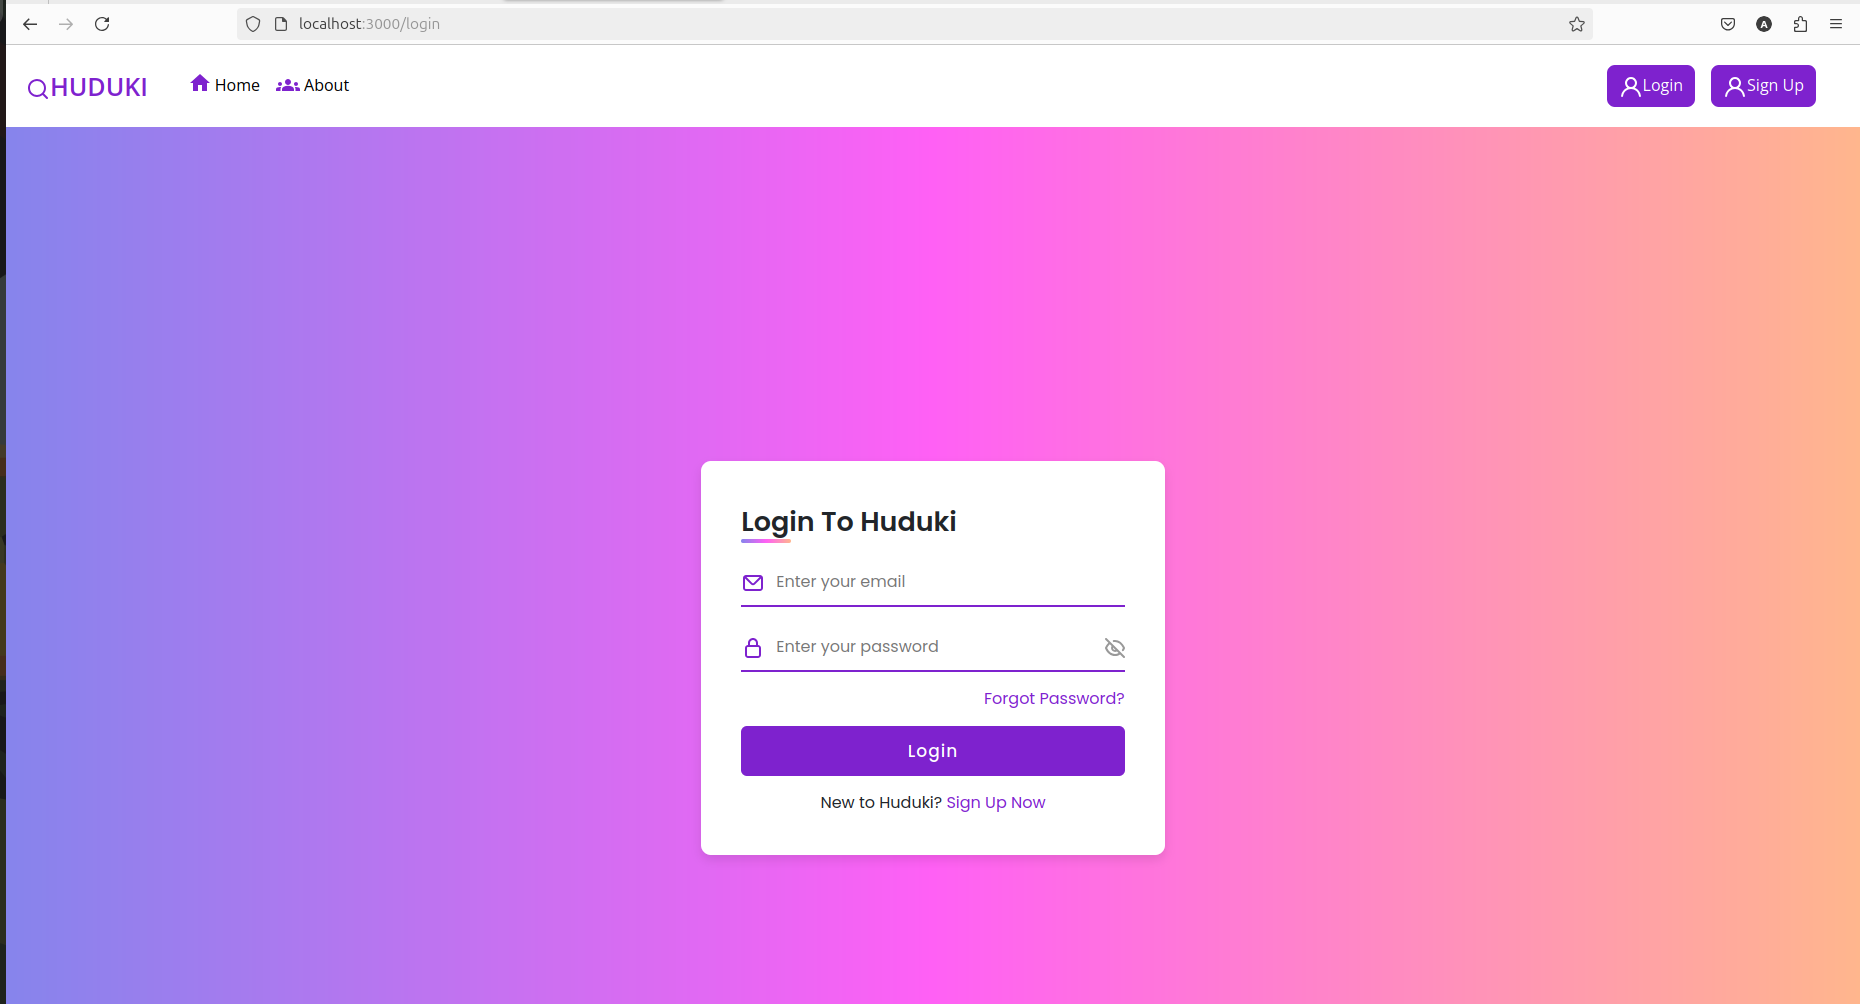 localhost:3000/login
HUDUKI Home About Login Sign Up
Login To Huduki
Enter your email
Enter your password
Forgot Password?
Login
New to Huduki? Sign Up Now